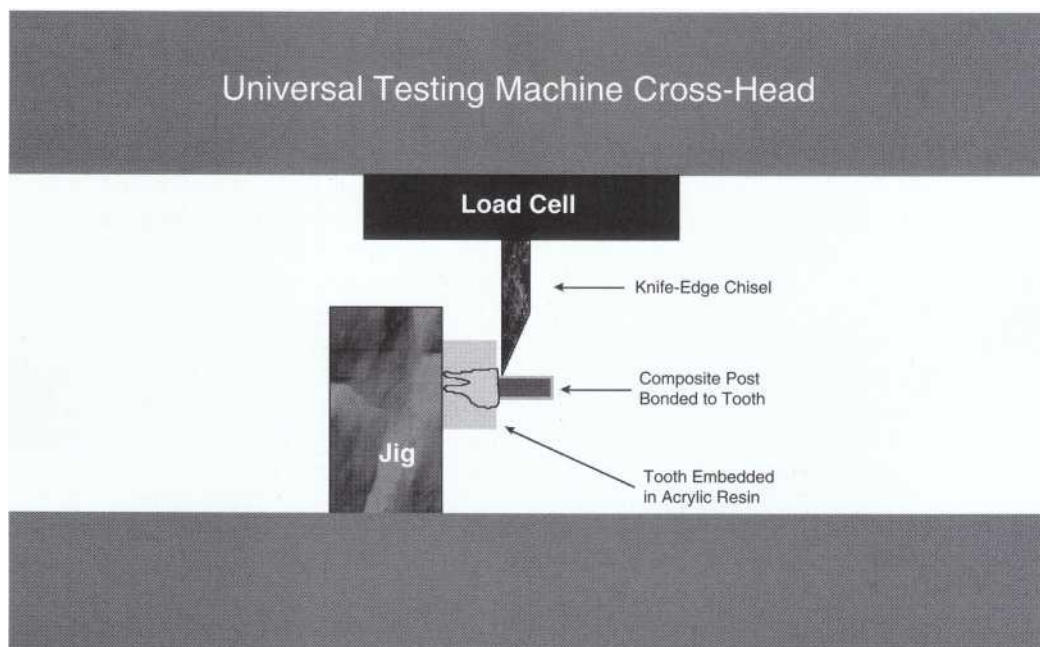 Universal Testing Machine Cross-Head
Load Cell
Knife-Edge Chisel
Composite Post
Bonded to Tooth
Jig
Tooth Embedded
in Acrylic Resin